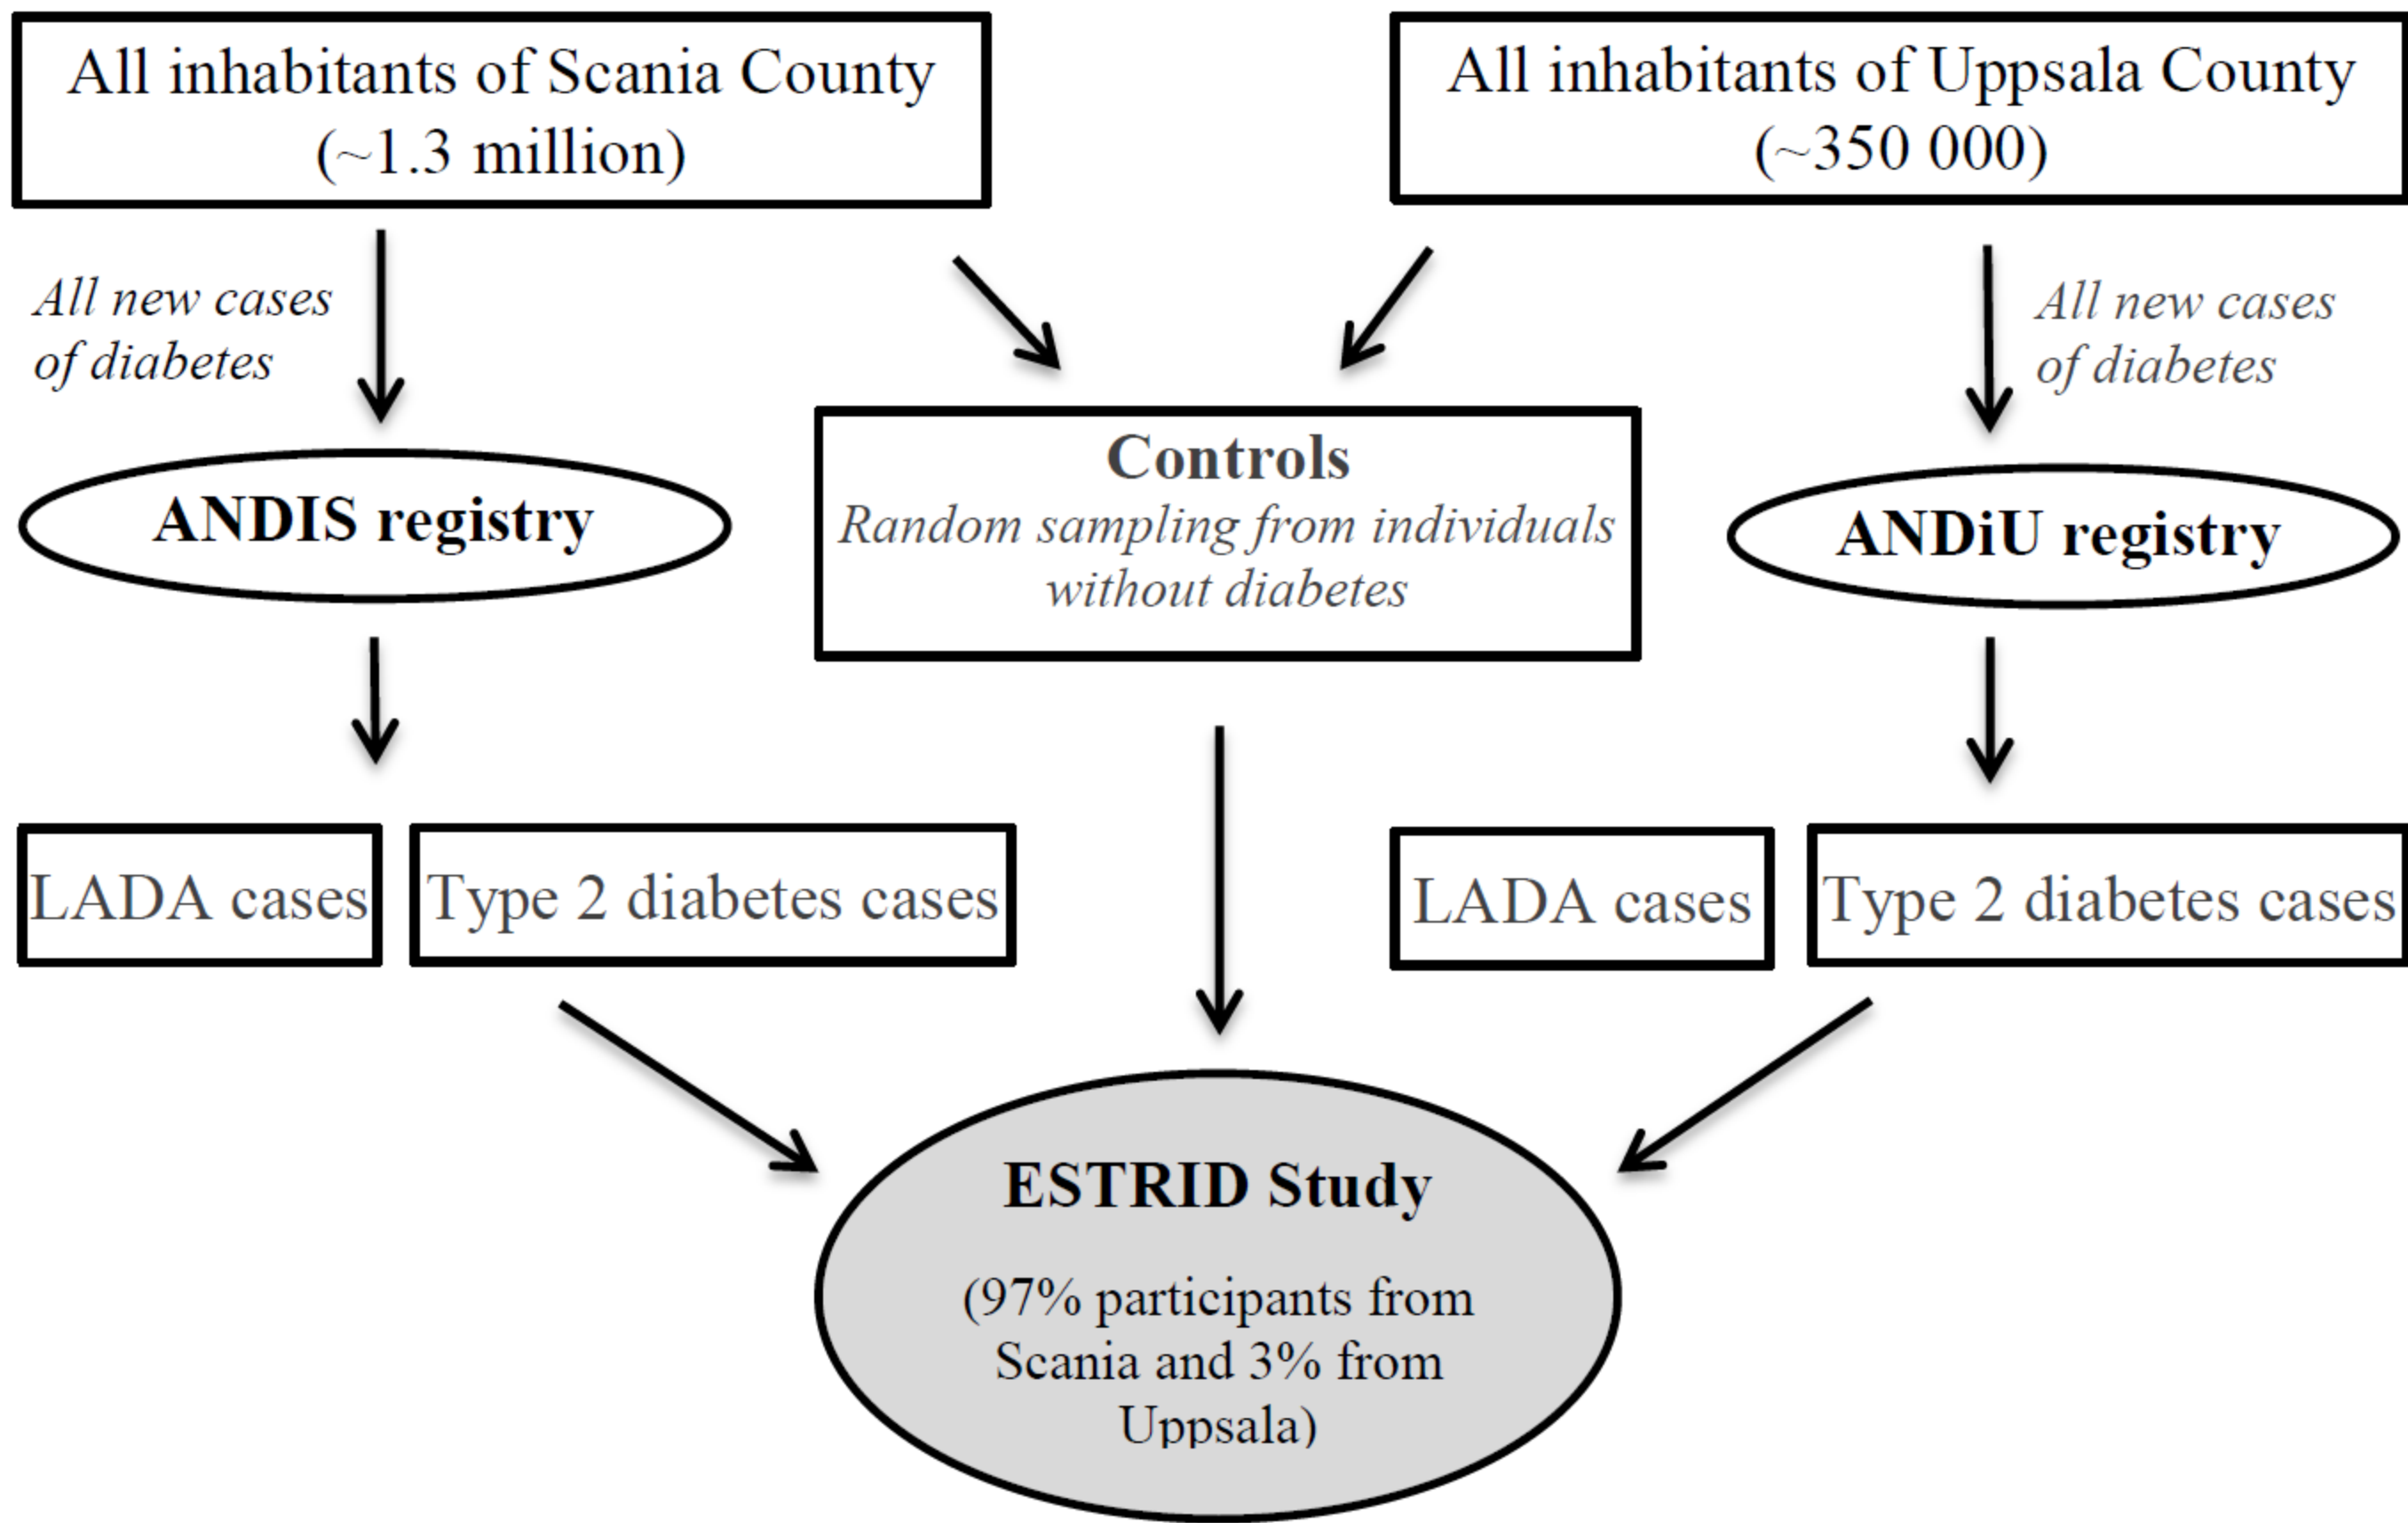 All inhabitants of Scania County
(~1.3 million)
All inhabitants of Uppsala County
(~350 000)
All new cases
of diabetes
All new cases
of diabetes
ANDIS registry
Controls
Random sampling from individuals
without diabetes
ANDiU registry
LADA cases
Type 2 diabetes cases
LADA cases
Type 2 diabetes cases
ESTRID Study
(97% participants from
Scania and 3% from
Uppsala)